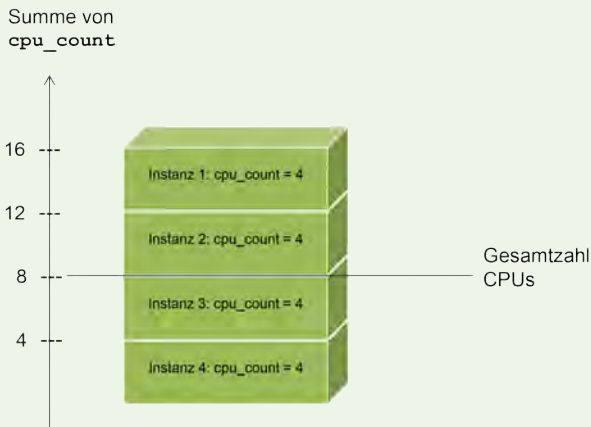 Summe von
cpu_count
16 ---
Instanz 1: cpu_count = 4
12 ---
Instanz 2: cpu_count = 4
Gesamtzahl
CPUs
8 ---
Instanz 3: cpu_count = 4
4 ---
Instanz 4: cpu_count = 4